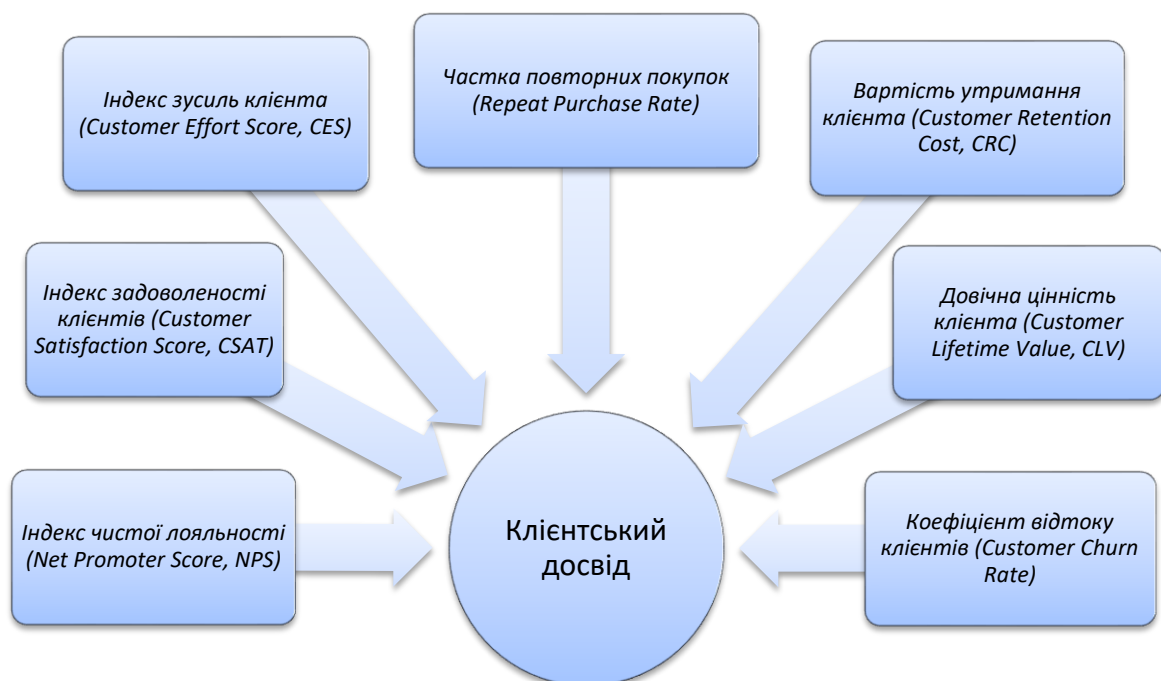 Індекс зусиль клієнта
(Customer Effort Score, CES)
Частка повторних покупок
(Repeat Purchase Rate)
Вартість утримання
клієнта (Customer Retention
Cost, CRC)
Індекс задоволеності
клієнтів (Customer
Satisfaction Score, CSAT)
Довічна цінність
клієнта (Customer
Lifetime Value, CLV)
Індекс чистої лояльності
(Net Promoter Score, NPS)
Клієнтський
досвід
Коефіцієнт відтоку
клієнтів (Customer Churn
Rate)